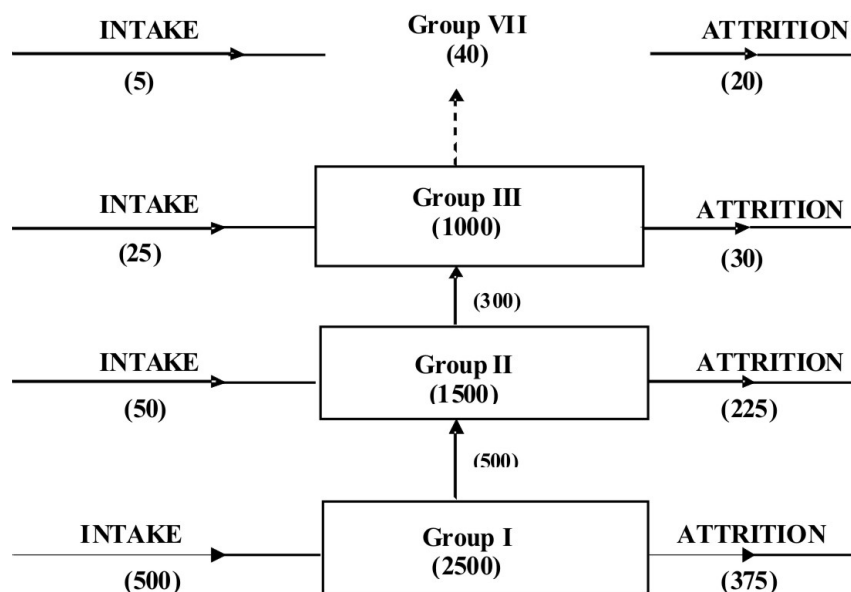 INTAKE Group VII ATTRITION
(5) (40) (20)
INTAKE Group III ATTRITION
(25) (1000) (30)
(300)
INTAKE Group II ATTRITION
(50) (1500) (225)
(500)
INTAKE Group I ATTRITION
(500) (2500) (375)